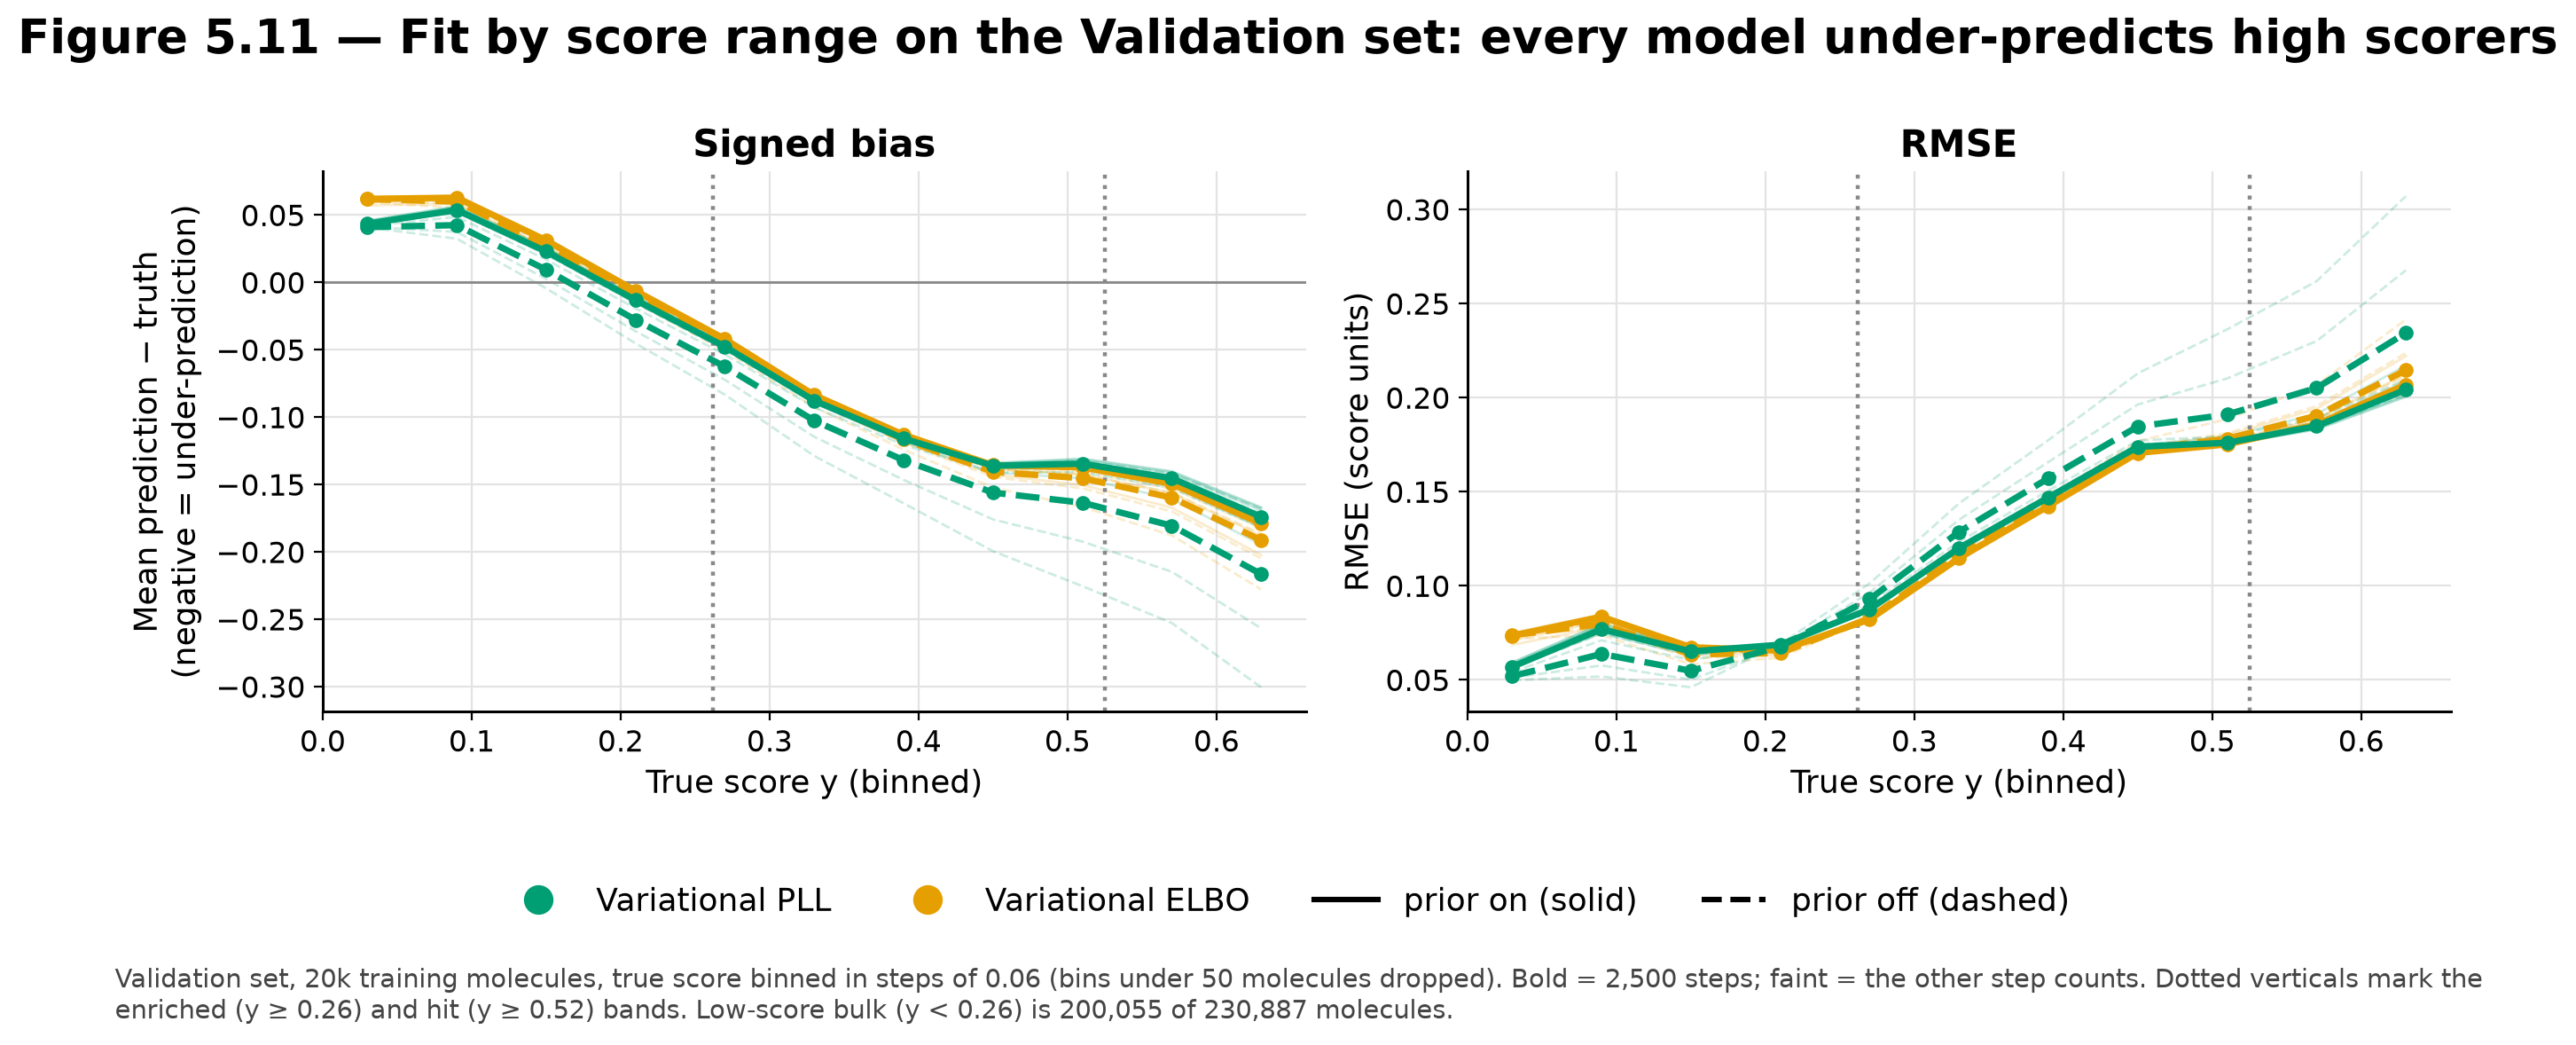 Figure 5.11 — Fit by score range on the Validation set: every model under-predicts high scorers
Signed bias
Mean prediction − truth
(negative = under-prediction)
0.05
0.00
−0.05
−0.10
−0.15
−0.20
−0.25
−0.30
0.0 0.1 0.2 0.3 0.4 0.5 0.6
True score y (binned)
RMSE
RMSE (score units)
0.30
0.25
0.20
0.15
0.10
0.05
0.0 0.1 0.2 0.3 0.4 0.5 0.6
True score y (binned)
Variational PLL Variational ELBO prior on (solid) prior off (dashed)
Validation set, 20k training molecules, true score binned in steps of 0.06 (bins under 50 molecules dropped). Bold = 2,500 steps; faint = the other step counts. Dotted verticals mark the
enriched (y ≥ 0.26) and hit (y ≥ 0.52) bands. Low-score bulk (y < 0.26) is 200,055 of 230,887 molecules.